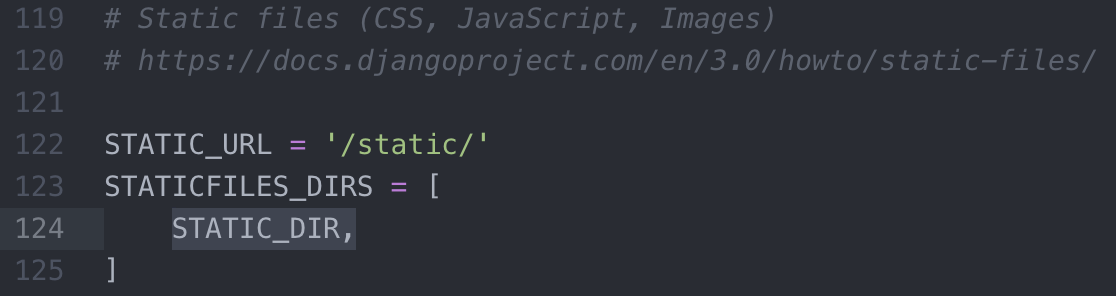 119 # Static files (CSS, JavaScript, Images)
120 # https://docs.djangoproject.com/en/3.0/howto/static-files/
121
122 STATIC_URL = '/static/'
123 STATICFILES_DIRS = [
124     STATIC_DIR,
125 ]